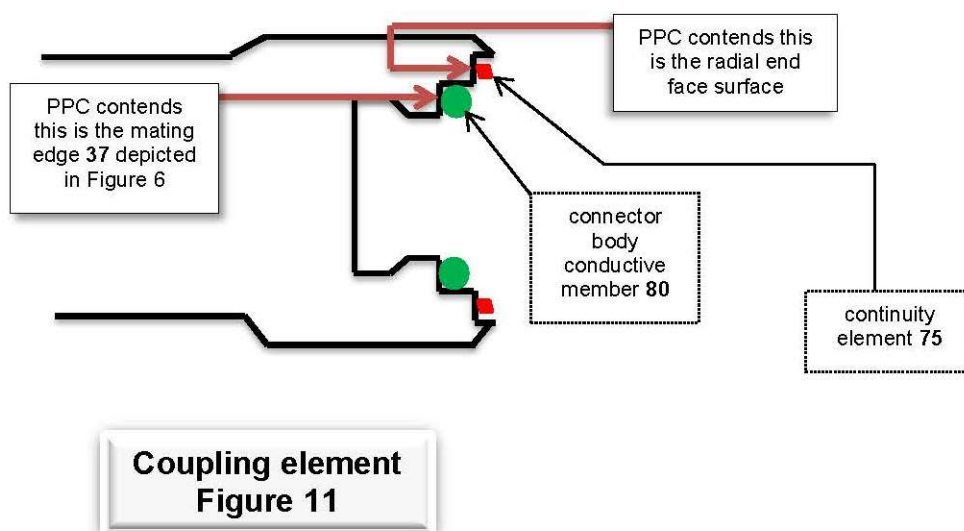 PPC contends this
is the radial end
face surface
PPC contends
this is the mating
edge 37 depicted
in Figure 6
connector
body
conductive
member 80
continuity
element 75
Coupling element
Figure 11